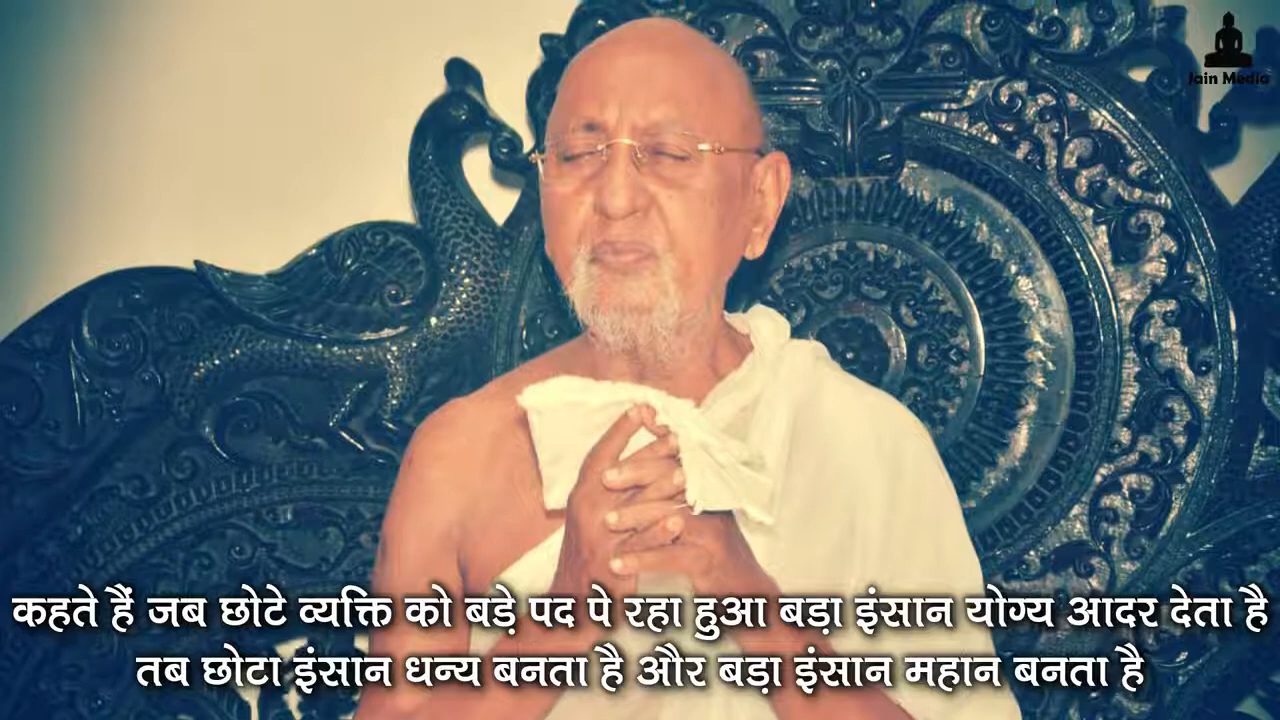 Jain Media
कहते हैं जब छोटे व्यक्ति को बड़े पद पे रहा हुआ बड़ा इंसान योग्य आदर देता है
तब छोटा इंसान धन्य बनता है और बड़ा इंसान महान बनता है